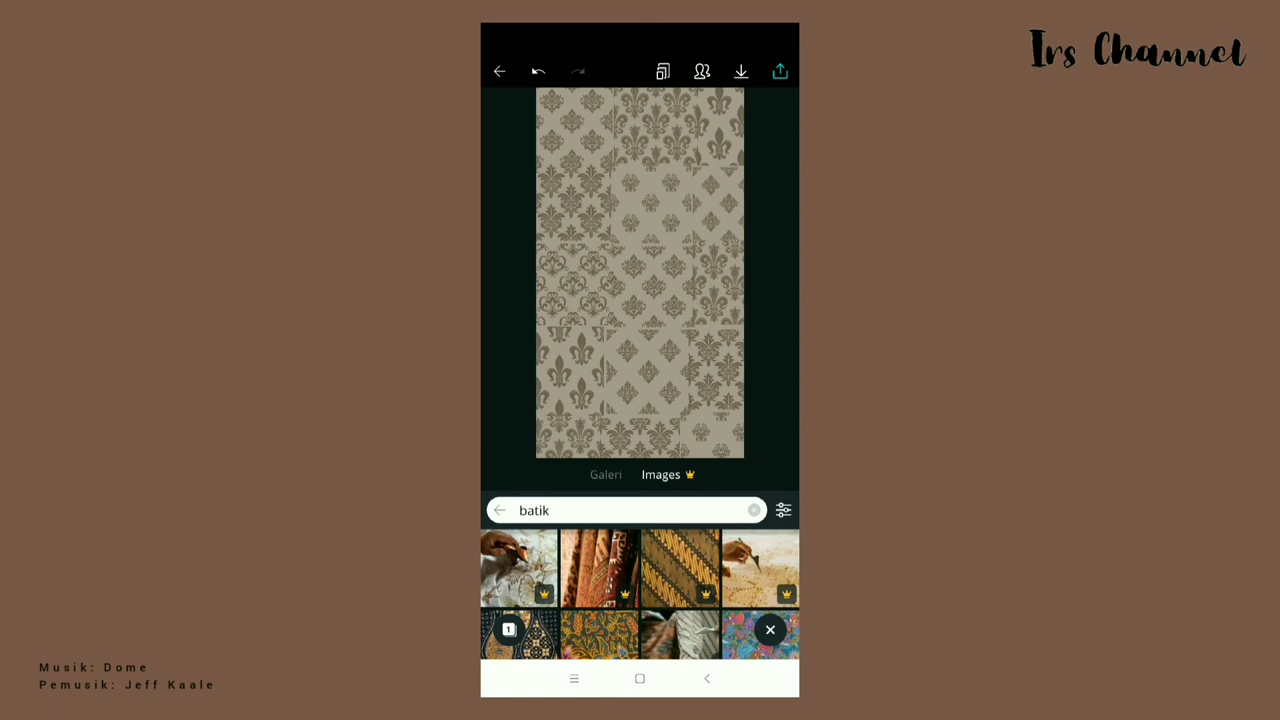 Irs Channel
Galeri
Images
batik
1
Musik: Dome
Pemusik: Jeff Kaale